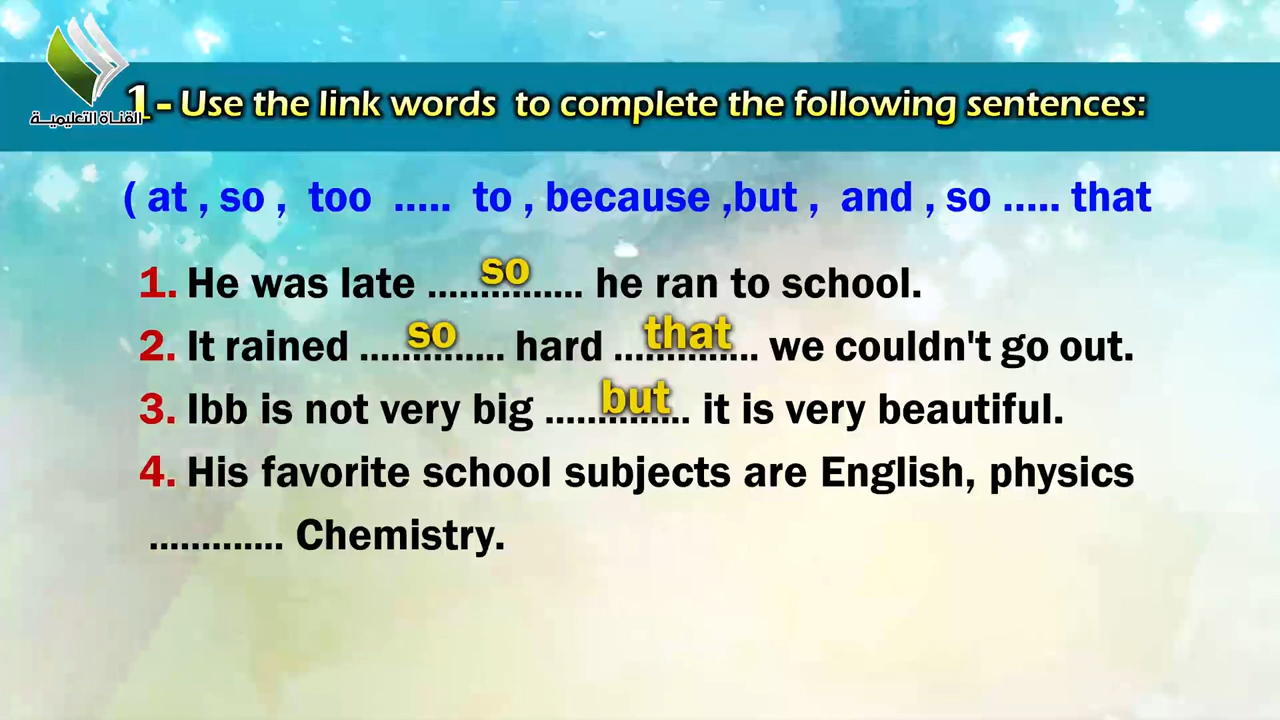 القناة التعليمية
1- Use the link words to complete the following sentences:
( at , so , too ..... to , because ,but , and , so ..... that
1. He was late ......so......... he ran to school.
2. It rained ......so........ hard ......that........ we couldn't go out.
3. Ibb is not very big ......but........ it is very beautiful.
4. His favorite school subjects are English, physics
............. Chemistry.